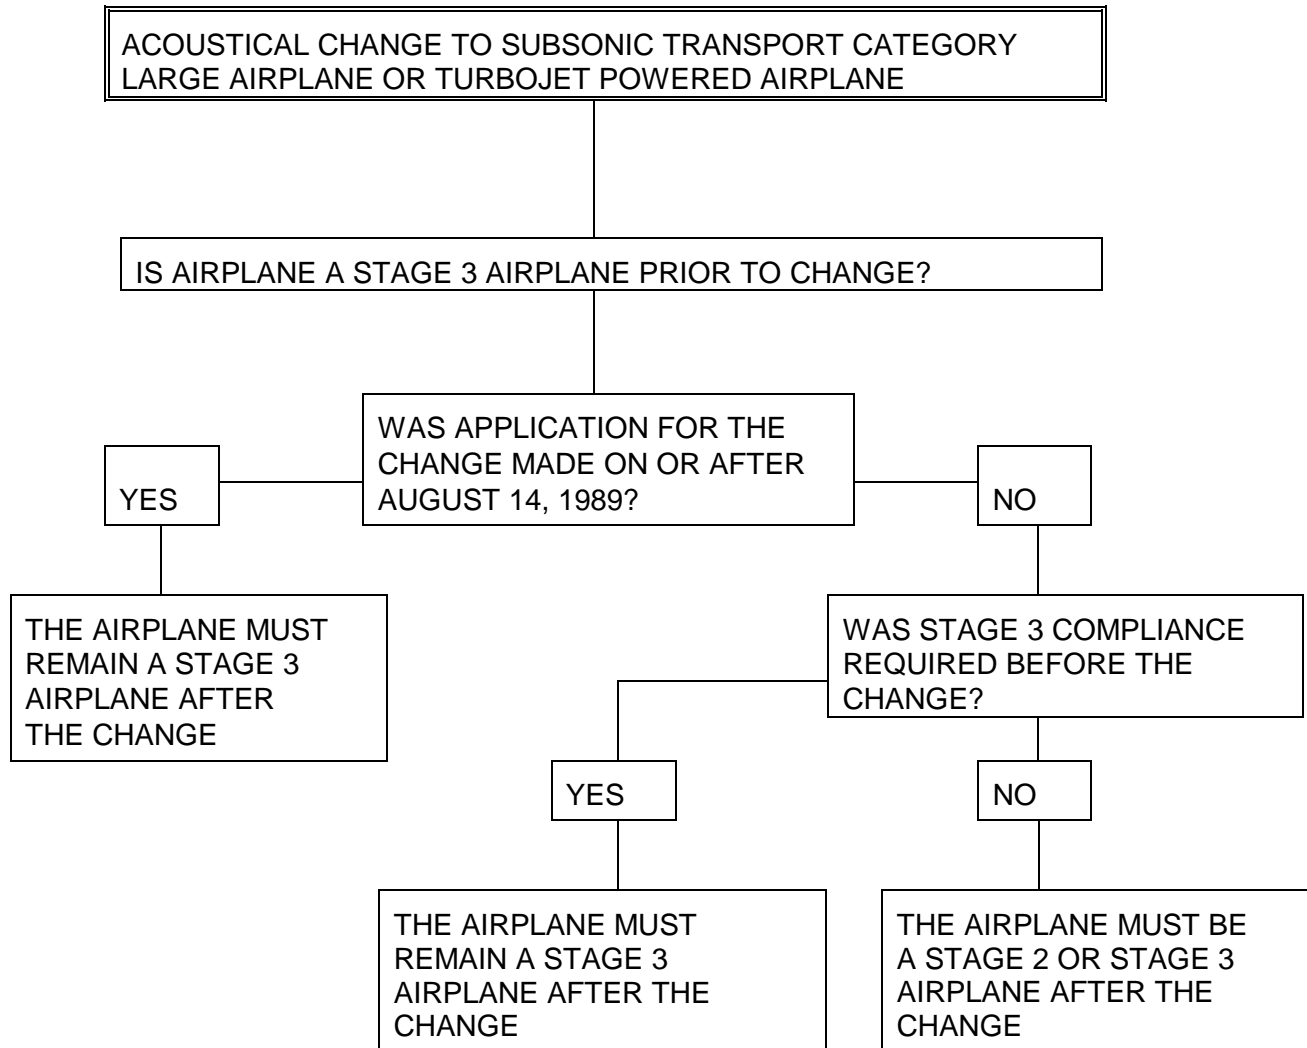 ACOUSTICAL CHANGE TO SUBSONIC TRANSPORT CATEGORY
LARGE AIRPLANE OR TURBOJET POWERED AIRPLANE
IS AIRPLANE A STAGE 3 AIRPLANE PRIOR TO CHANGE?
WAS APPLICATION FOR THE
CHANGE MADE ON OR AFTER
AUGUST 14, 1989?
YES
NO
THE AIRPLANE MUST
REMAIN A STAGE 3
AIRPLANE AFTER
THE CHANGE
WAS STAGE 3 COMPLIANCE
REQUIRED BEFORE THE
CHANGE?
YES
NO
THE AIRPLANE MUST
REMAIN A STAGE 3
AIRPLANE AFTER THE
CHANGE
THE AIRPLANE MUST BE
A STAGE 2 OR STAGE 3
AIRPLANE AFTER THE
CHANGE